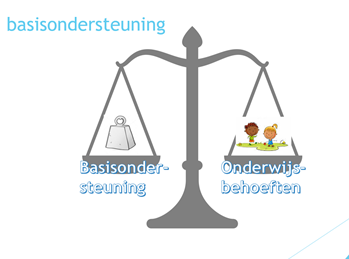 basisondersteuning
Basisonder-
steuning
Onderwijs-
behoeften